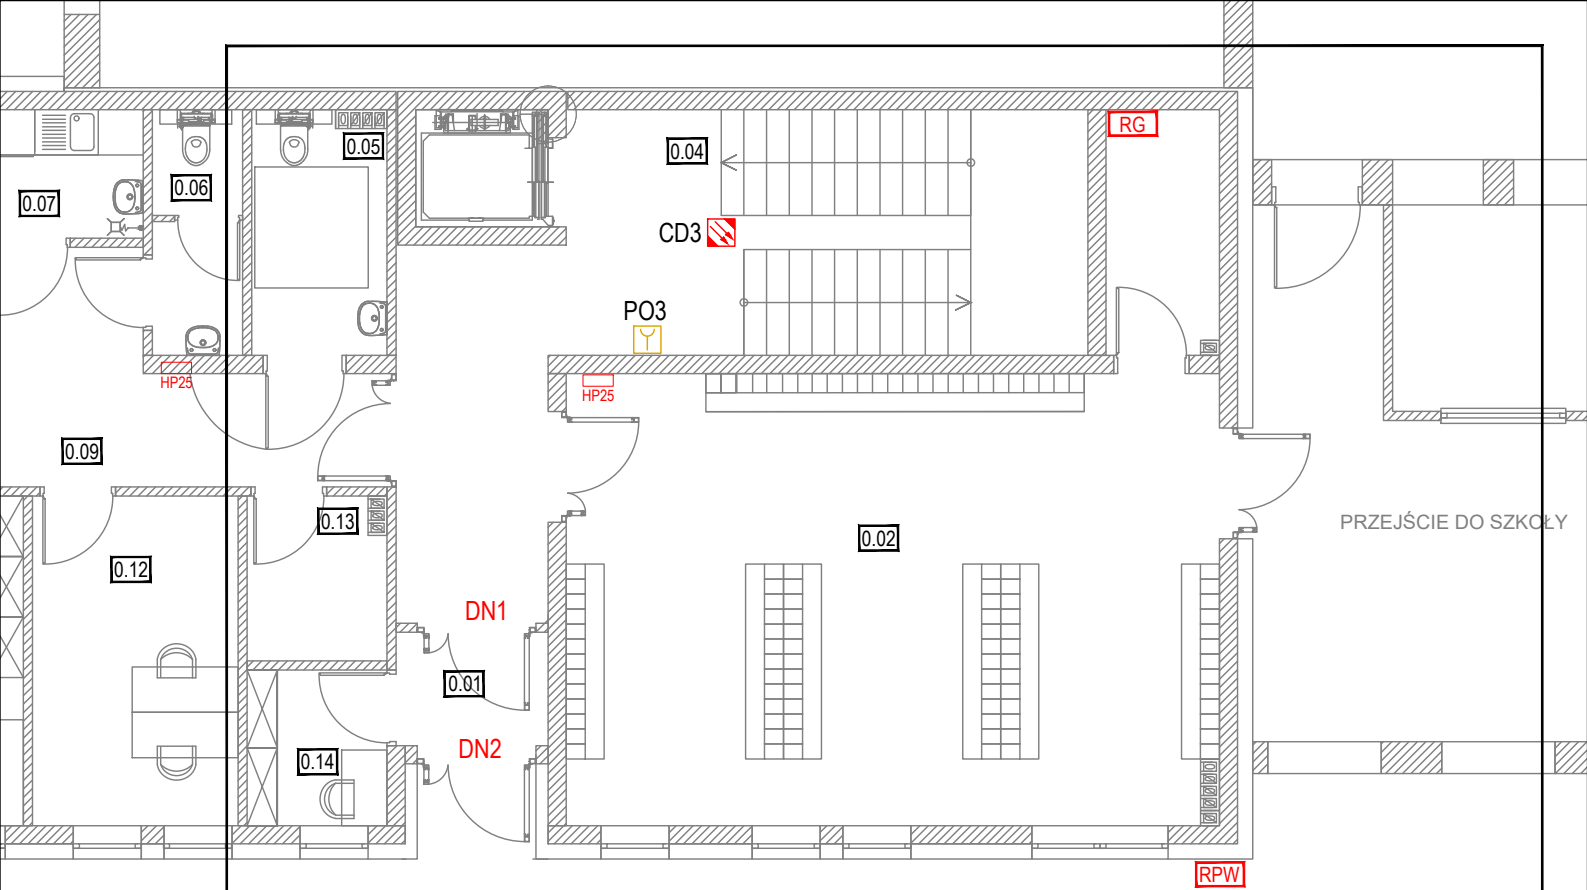 RG
0.05
0.04
0.06
0.07
CD3
PO3
HP25
HP25
0.09
0.13
PRZEJŚCIE DO SZKOŁY
0.02
0.12
DN1
0.01
DN2
0.14
RPW